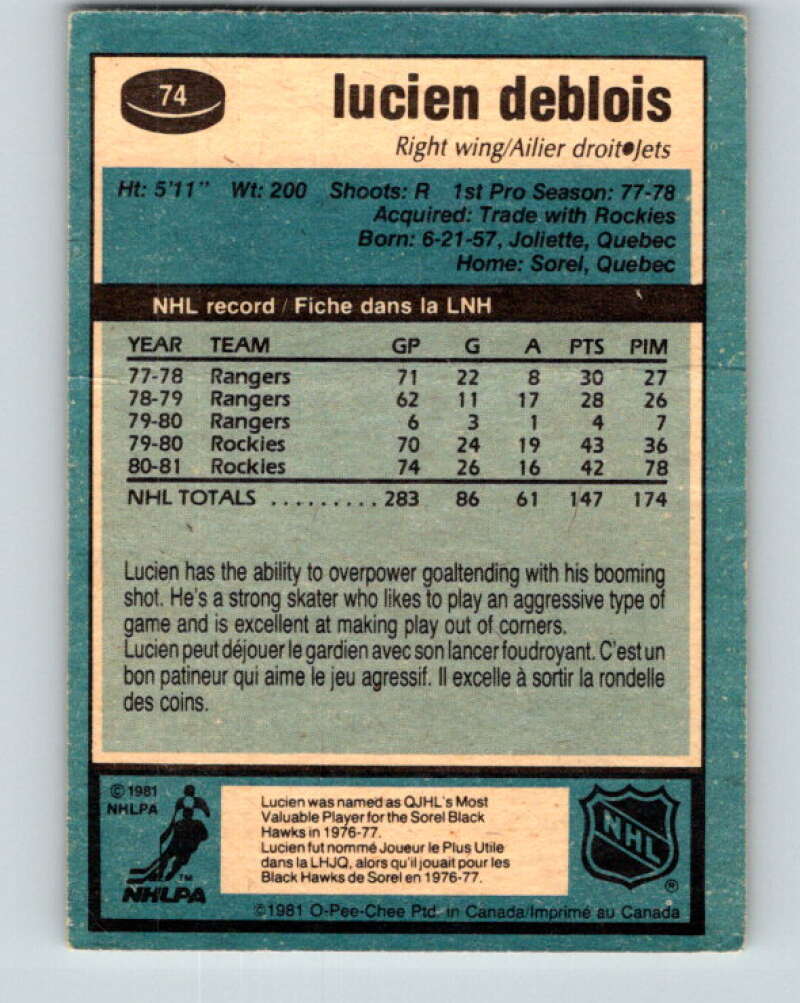 74
lucien deblois
Right wing/Ailier droit•Jets
Ht: 5'11" Wt: 200 Shoots: R 1st Pro Season: 77-78
Acquired: Trade with Rockies
Born: 6-21-57, Joliette, Quebec
Home: Sorel, Quebec
NHL record / Fiche dans la LNH
YEAR TEAM GP G A PTS PIM
77-78 Rangers 71 22 8 30 27
78-79 Rangers 62 11 17 28 26
79-80 Rangers 6 3 1 4 7
79-80 Rockies 70 24 19 43 36
80-81 Rockies 74 26 16 42 78
NHL TOTALS ......... 283 86 61 147 174
Lucien has the ability to overpower goaltending with his booming
shot. He's a strong skater who likes to play an aggressive type of
game and is excellent at making play out of corners.
Lucien peut déjouer le gardien avec son lancer foudroyant. C'est un
bon patineur qui aime le jeu agressif. Il excelle à sortir la rondelle
des coins.
© 1981
NHLPA
TM
NHLPA
Lucien was named as QJHL's Most
Valuable Player for the Sorel Black
Hawks in 1976-77.
Lucien fut nommé Joueur le Plus Utile
dans la LHJQ, alors qu'il jouait pour les
Black Hawks de Sorel en 1976-77.
NHL
®
©1981 O-Pee-Chee Ptd. in Canada/Imprimé au Canada